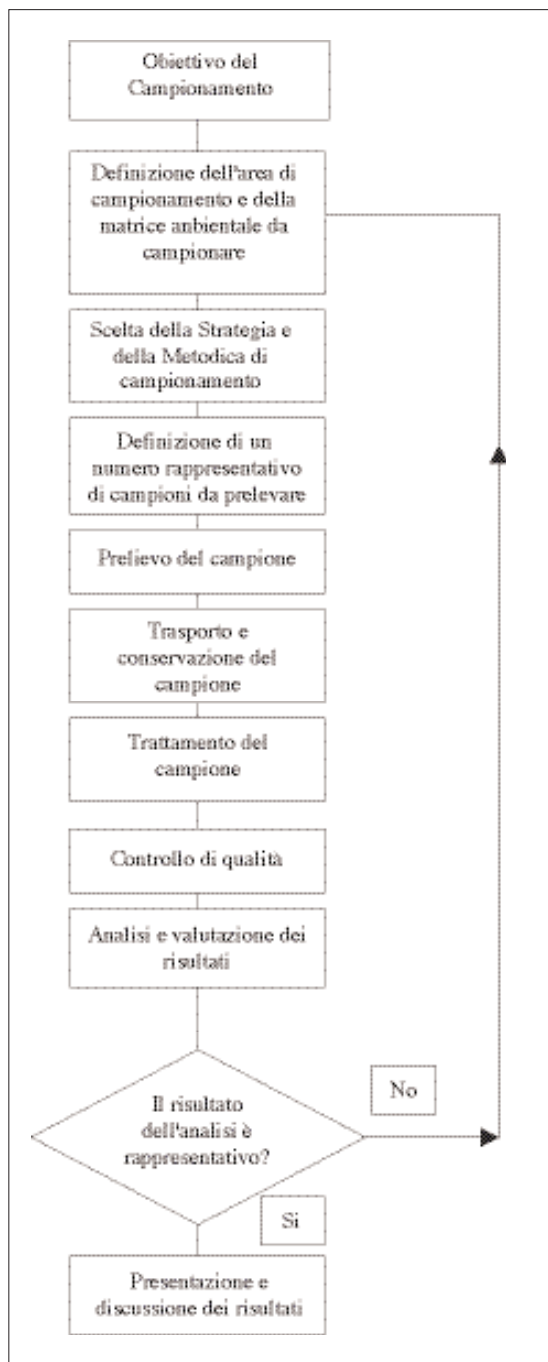 Obiettivo del
Campionamento
Definizione dell'area di
campionamento e della
matrice anbientale da
campionare
Scelta della Strategia e
della Metodica di
campionamento
Definizione di un
numero rappresentativo
di campioni da prelevare
Prelievo del campione
Trasporto e
conservazione del
campione
Trattamento del
campione
Controllo di qualità
Analisi e valutazione dei
risultati
Il risultato
dell'analisi è
rappresentativo?
No
Si
Presentazione e
discussione dei risultati